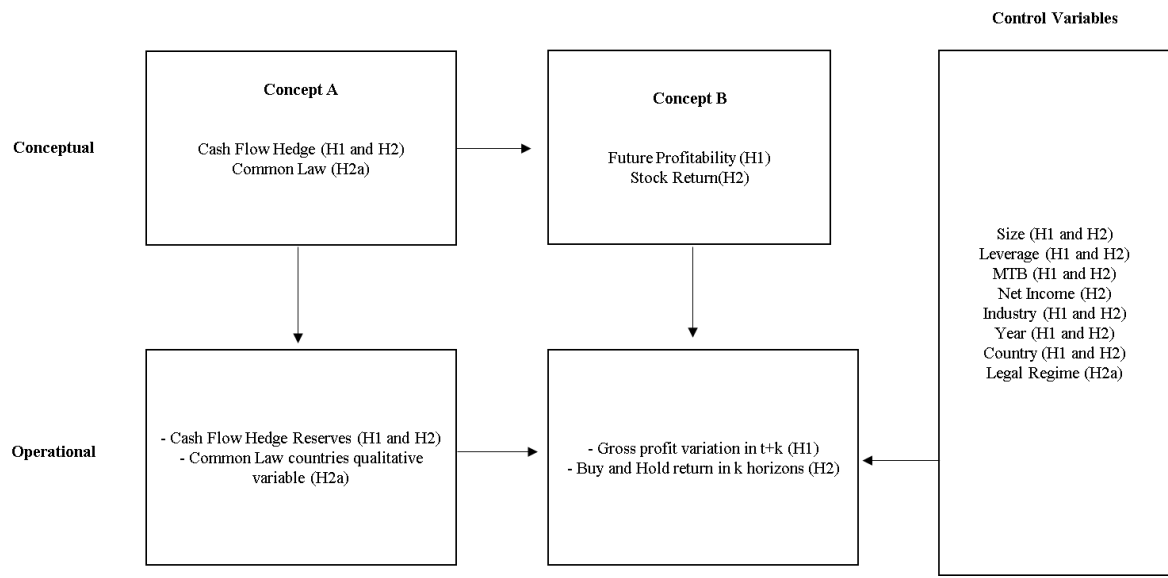 Control Variables
Conceptual
Concept A
Cash Flow Hedge (H1 and H2)
Common Law (H2a)
Concept B
Future Profitability (H1)
Stock Return(H2)
Size (H1 and H2)
Leverage (H1 and H2)
MTB (H1 and H2)
Net Income (H2)
Industry (H1 and H2)
Year (H1 and H2)
Country (H1 and H2)
Legal Regime (H2a)
Operational
- Cash Flow Hedge Reserves (H1 and H2)
- Common Law countries qualitative
variable (H2a)
- Gross profit variation in t+k (H1)
- Buy and Hold return in k horizons (H2)